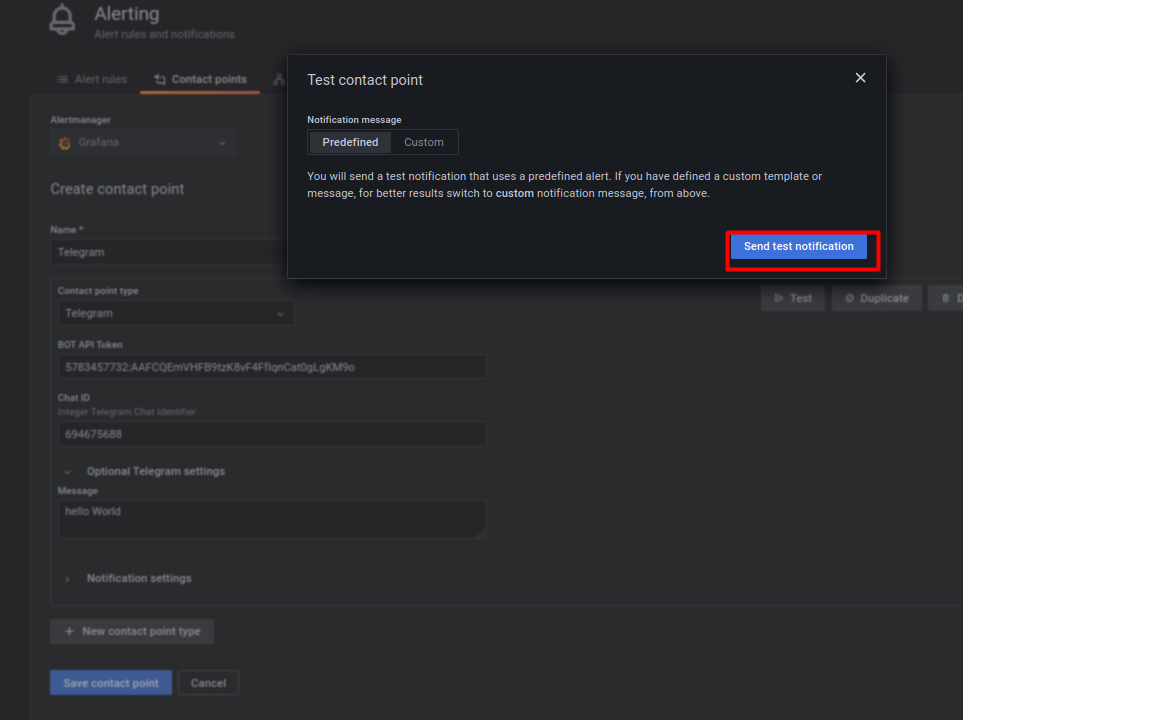 Alerting
Alert rules and notifications
Alert rules
Contact points
Alertmanager
Grafana
Create contact point
Name *
Telegram
Test contact point
Notification message
Predefined
Custom
You will send a test notification that uses a predefined alert. If you have defined a custom template or
message, for better results switch to custom notification message, from above.
Send test notification
Contact point type
Telegram
Test
Duplicate
BOT API Token
5783457732:AAFCQEmVHFB9tzK8vF4FfIqnCat0gLgKM9o
Chat ID
Integer Telegram Chat Identifier
694675688
Optional Telegram settings
Message
hello World
Notification settings
New contact point type
Save contact point
Cancel